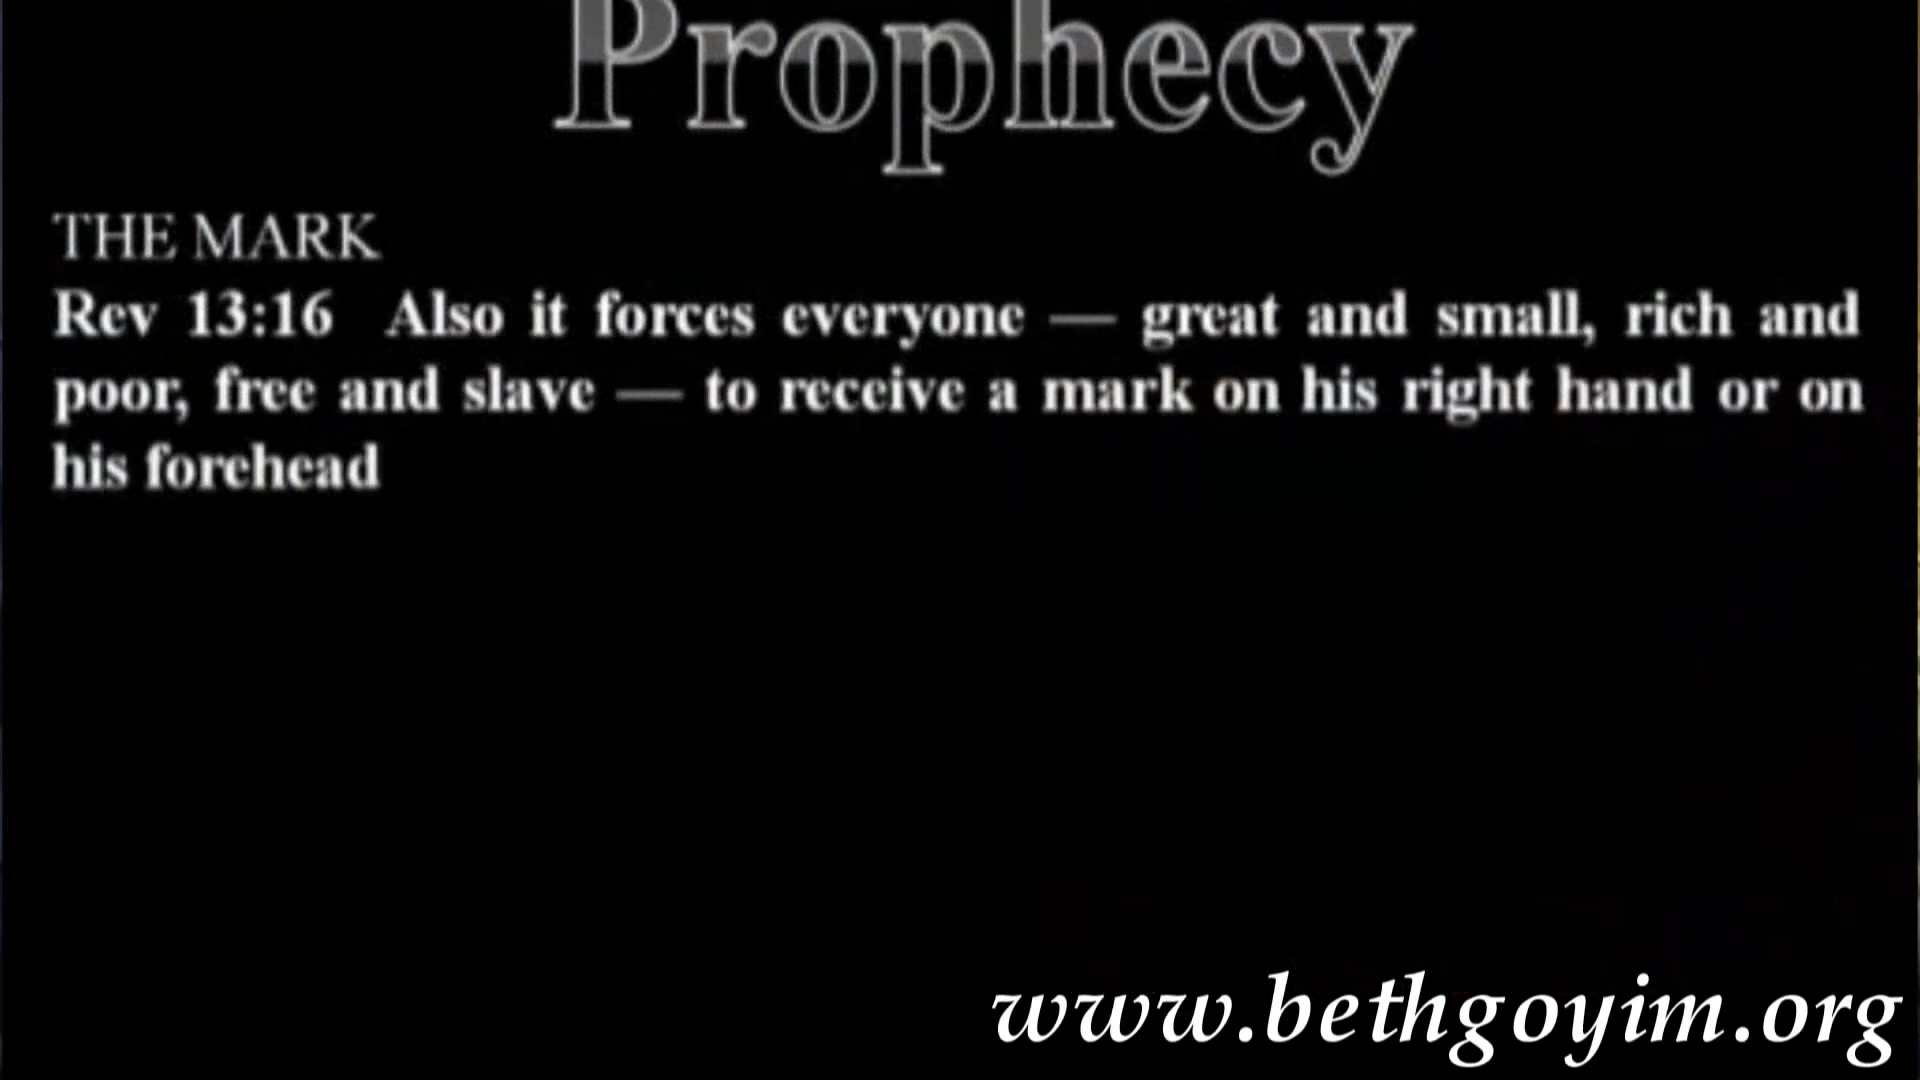 Prophecy
THE MARK
Rev 13:16 Also it forces everyone — great and small, rich and
poor, free and slave — to receive a mark on his right hand or on
his forehead
www.bethgoyim.org